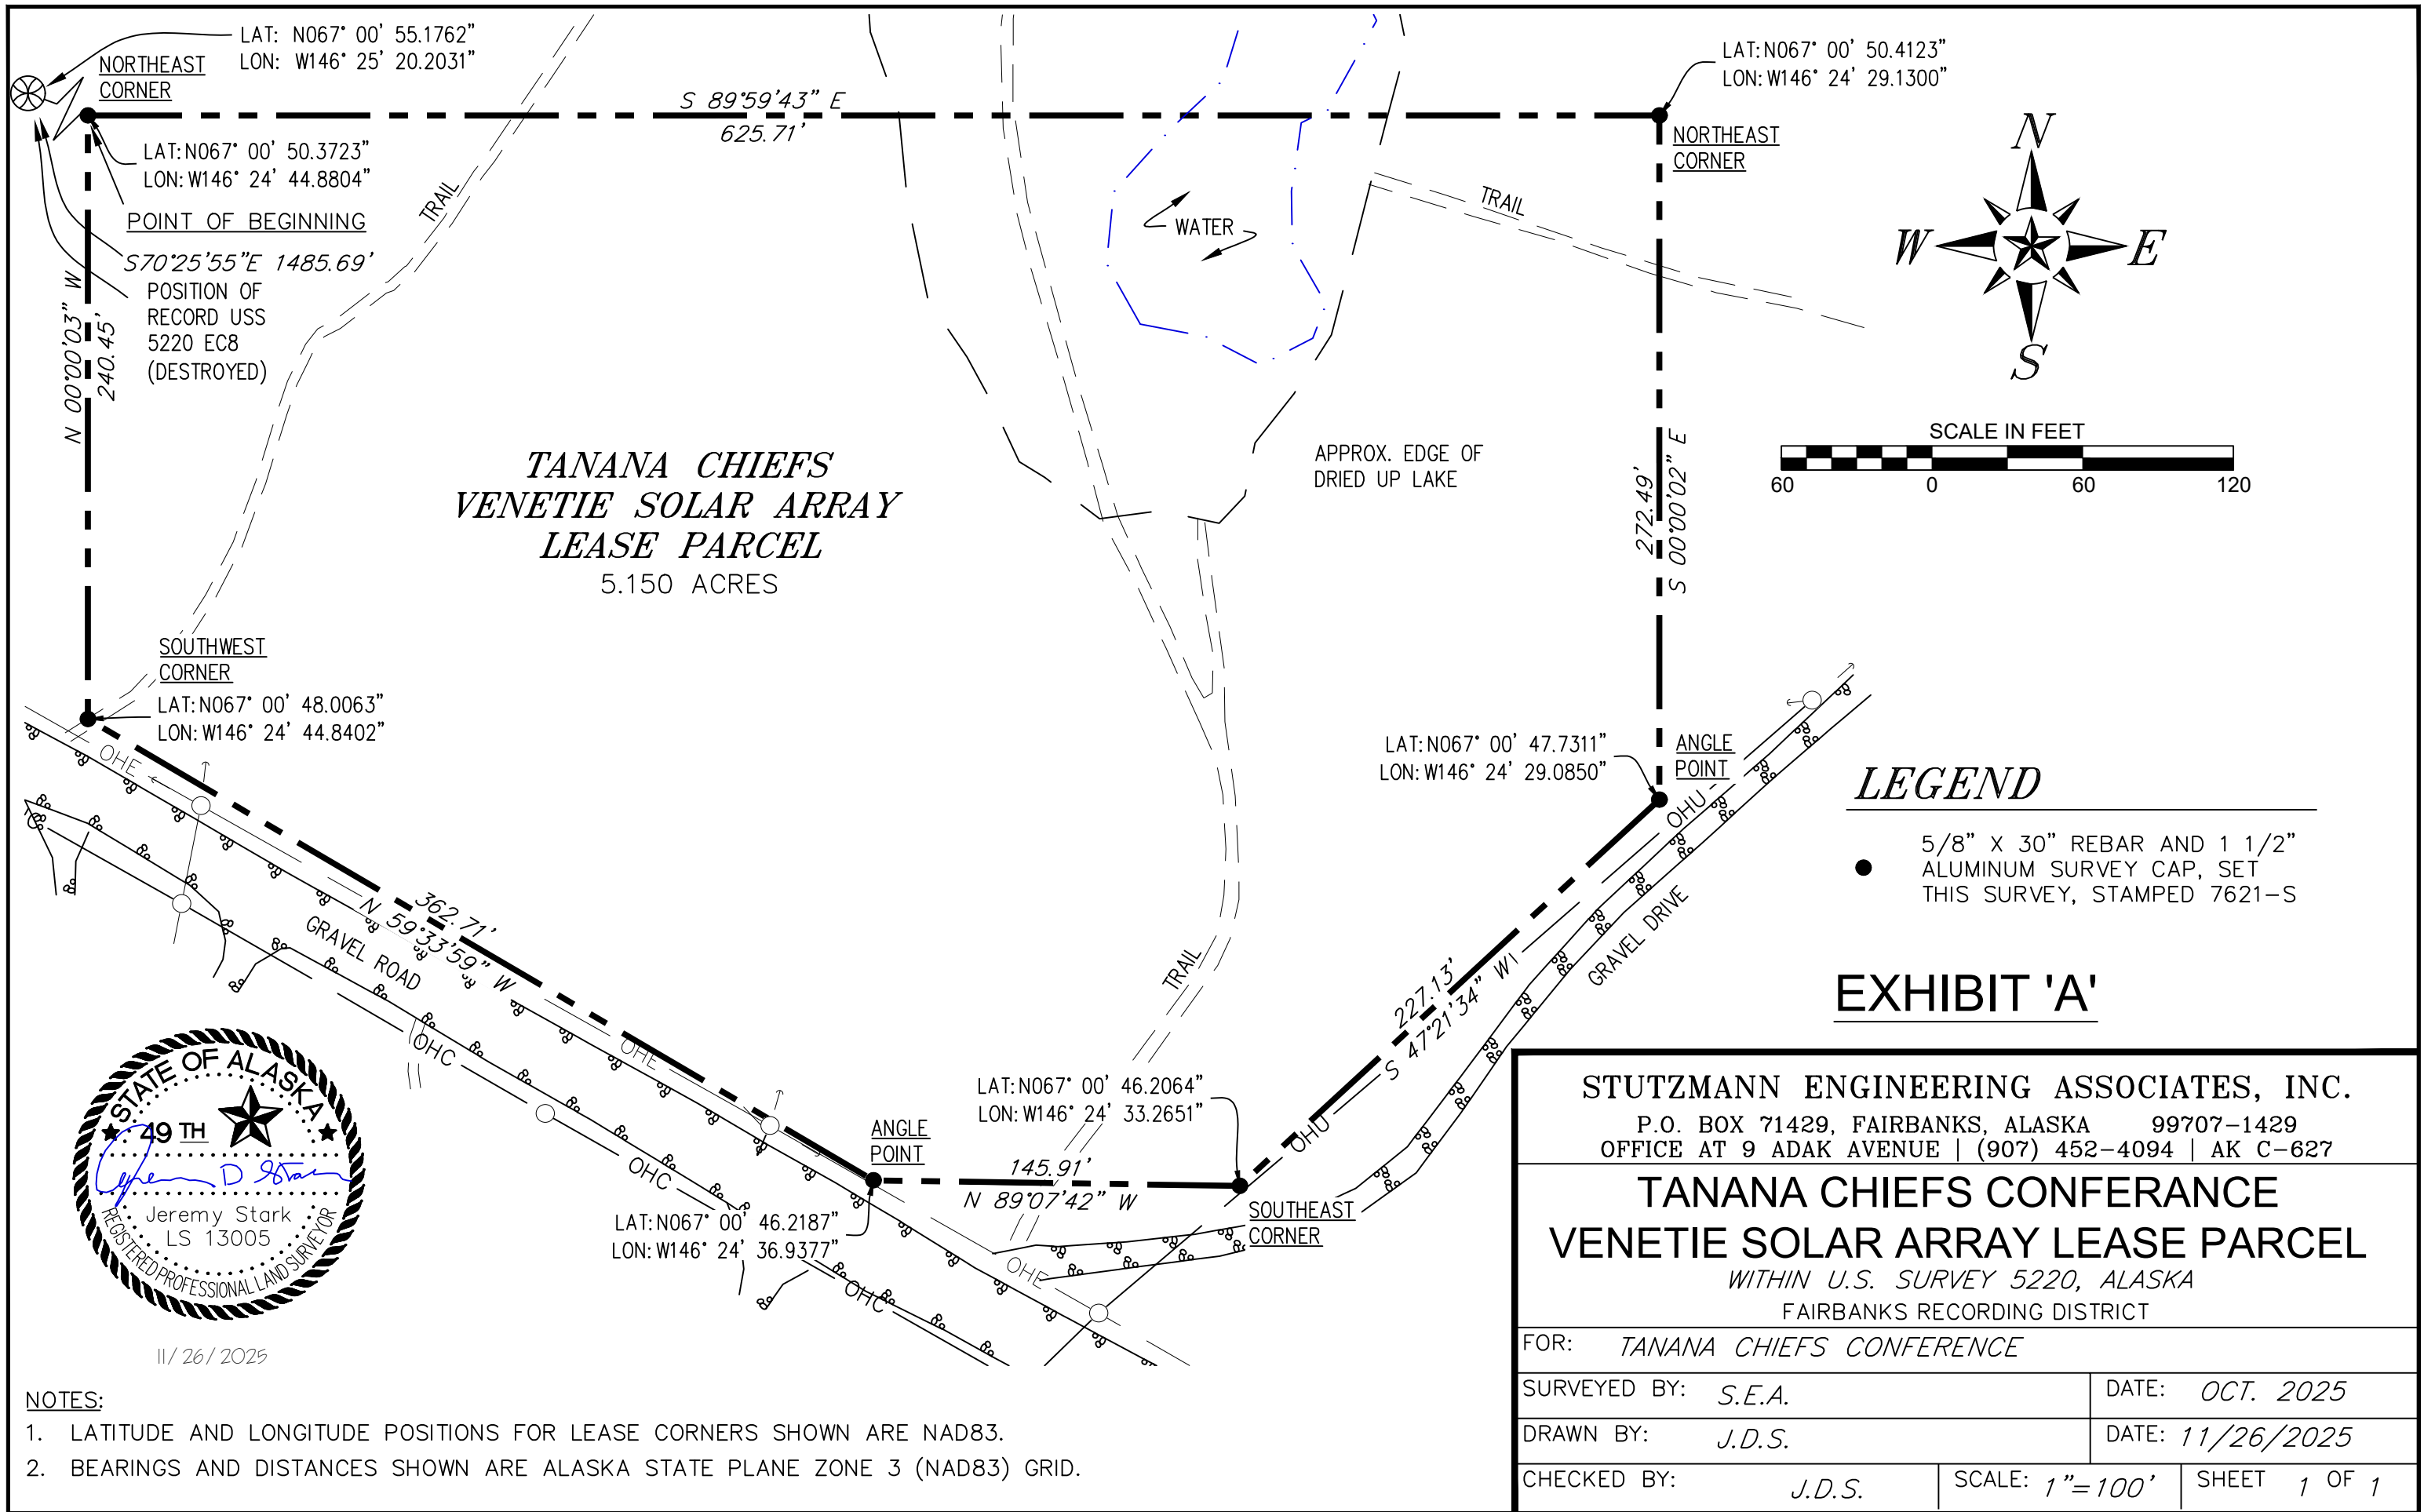 LAT: N067° 00' 55.1762"
LON: W146° 25' 20.2031"
NORTHEAST
CORNER
S 89°59'43" E
625.71'
LAT:N067° 00' 50.4123"
LON:W146° 24' 29.1300"
NORTHEAST
CORNER
LAT:N067° 00' 50.3723"
LON:W146° 24' 44.8804"
POINT OF BEGINNING
S70°25'55"E 1485.69'
POSITION OF
RECORD USS
5220 EC8
(DESTROYED)
N 00°00'03" W
240.45'
TRAIL
WATER
TRAIL
N
W
E
S
SCALE IN FEET
60 0 60 120
TANANA CHIEFS
VENETIE SOLAR ARRAY
LEASE PARCEL
5.150 ACRES
APPROX. EDGE OF
DRIED UP LAKE
272.49'
S 00°00'02" E
SOUTHWEST
CORNER
LAT:N067° 00' 48.0063"
LON:W146° 24' 44.8402"
OHE
LAT:N067° 00' 47.7311"
LON:W146° 24' 29.0850"
ANGLE
POINT
OHU
LEGEND
5/8" X 30" REBAR AND 1 1/2"
ALUMINUM SURVEY CAP, SET
THIS SURVEY, STAMPED 7621-S
362.71'
N 59°33'59" W
GRAVEL ROAD
TRAIL
227.13'
S 47°21'34" W
GRAVEL DRIVE
EXHIBIT 'A'
OHC
OHE
LAT:N067° 00' 46.2064"
LON:W146° 24' 33.2651"
OHU
ANGLE
POINT
145.91'
N 89°07'42" W
OHC
SOUTHEAST
CORNER
LAT:N067° 00' 46.2187"
LON:W146° 24' 36.9377"
OHE
OHC
STATE OF ALASKA
49 TH
Jeremy D Stark
Jeremy Stark
LS 13005
REGISTERED PROFESSIONAL LAND SURVEYOR
11/26/2025
NOTES:
1. LATITUDE AND LONGITUDE POSITIONS FOR LEASE CORNERS SHOWN ARE NAD83.
2. BEARINGS AND DISTANCES SHOWN ARE ALASKA STATE PLANE ZONE 3 (NAD83) GRID.
STUTZMANN ENGINEERING ASSOCIATES, INC.
P.O. BOX 71429, FAIRBANKS, ALASKA 99707-1429
OFFICE AT 9 ADAK AVENUE | (907) 452-4094 | AK C-627
TANANA CHIEFS CONFERANCE
VENETIE SOLAR ARRAY LEASE PARCEL
WITHIN U.S. SURVEY 5220, ALASKA
FAIRBANKS RECORDING DISTRICT
FOR: TANANA CHIEFS CONFERENCE
SURVEYED BY: S.E.A. DATE: OCT. 2025
DRAWN BY: J.D.S. DATE: 11/26/2025
CHECKED BY: J.D.S. SCALE: 1"=100' SHEET 1 OF 1